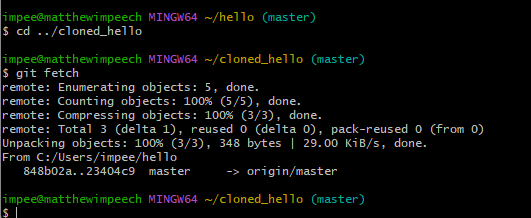 impee@matthewimpeech MINGW64 ~/hello (master)
$ cd ../cloned_hello
impee@matthewimpeech MINGW64 ~/cloned_hello (master)
$ git fetch
remote: Enumerating objects: 5, done.
remote: Counting objects: 100% (5/5), done.
remote: Compressing objects: 100% (3/3), done.
remote: Total 3 (delta 1), reused 0 (delta 0), pack-reused 0 (from 0)
Unpacking objects: 100% (3/3), 348 bytes | 29.00 KiB/s, done.
From C:/Users/impee/hello
   848b02a..23404c9  master     -> origin/master
impee@matthewimpeech MINGW64 ~/cloned_hello (master)
$